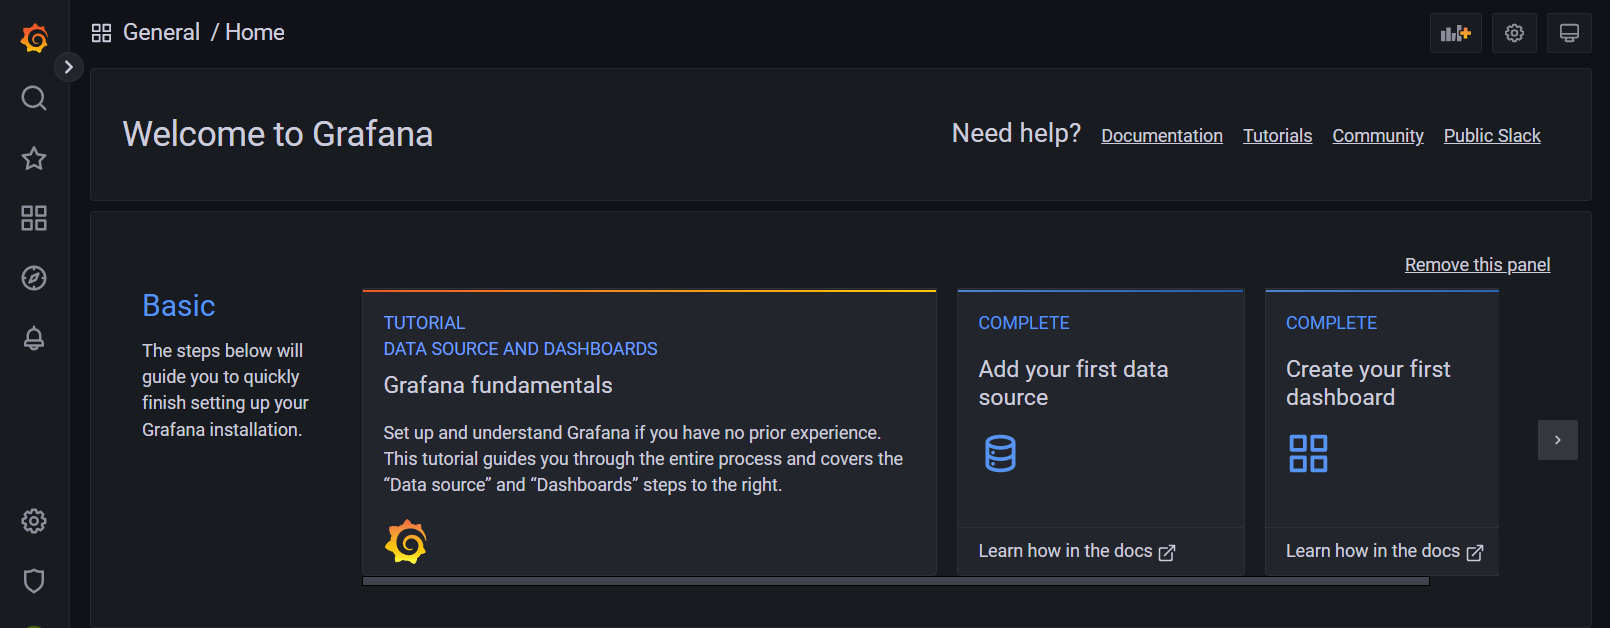 General / Home
Welcome to Grafana
Need help? Documentation Tutorials Community Public Slack
Remove this panel
Basic
The steps below will
guide you to quickly
finish setting up your
Grafana installation.
TUTORIAL
DATA SOURCE AND DASHBOARDS
Grafana fundamentals
Set up and understand Grafana if you have no prior experience.
This tutorial guides you through the entire process and covers the
“Data source” and “Dashboards” steps to the right.
COMPLETE
Add your first data
source
Learn how in the docs
COMPLETE
Create your first
dashboard
Learn how in the docs